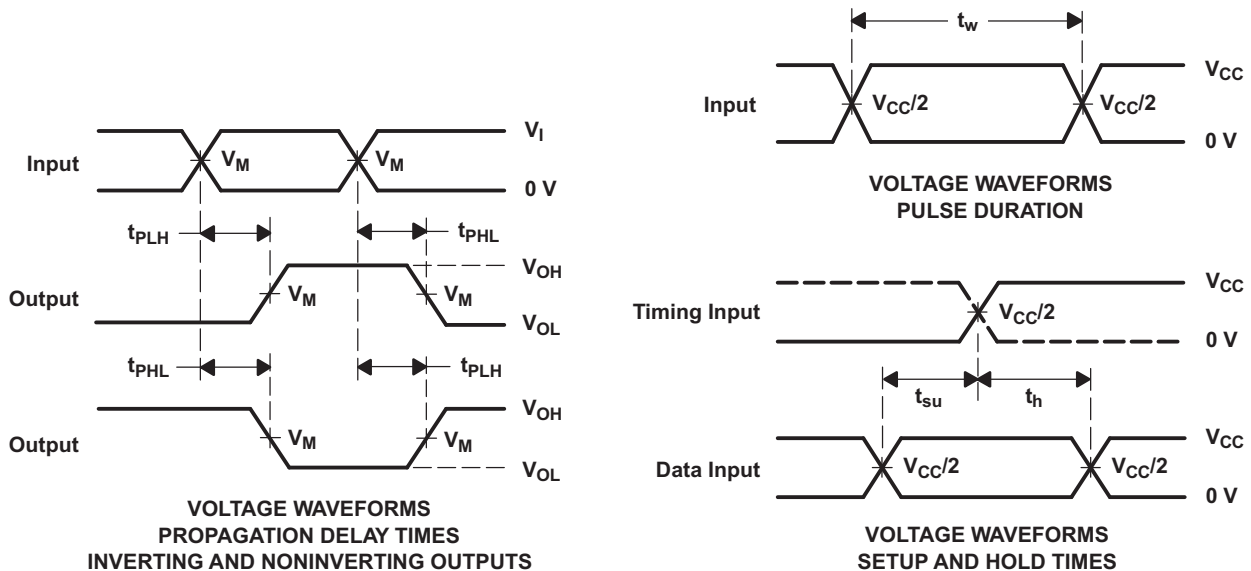 Input
V_M
V_M
V_I
0 V
t_PLH
t_PHL
Output
V_M
V_M
V_OH
V_OL
t_PHL
t_PLH
Output
V_M
V_M
V_OH
V_OL
VOLTAGE WAVEFORMS
PROPAGATION DELAY TIMES
INVERTING AND NONINVERTING OUTPUTS
t_w
Input
V_CC/2
V_CC/2
V_CC
0 V
VOLTAGE WAVEFORMS
PULSE DURATION
Timing Input
V_CC/2
V_CC
0 V
t_su
t_h
Data Input
V_CC/2
V_CC/2
V_CC
0 V
VOLTAGE WAVEFORMS
SETUP AND HOLD TIMES